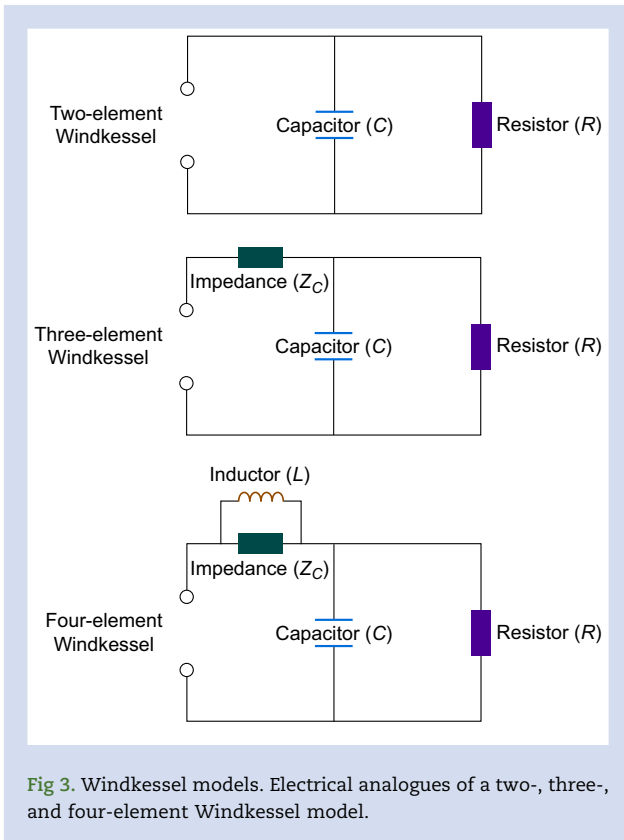 Two-element
Windkessel
Capacitor (C)
Resistor (R)
Impedance (ZC)
Three-element
Windkessel
Capacitor (C)
Resistor (R)
Inductor (L)
Impedance (ZC)
Four-element
Windkessel
Capacitor (C)
Resistor (R)
Fig 3. Windkessel models. Electrical analogues of a two-, three-,
and four-element Windkessel model.